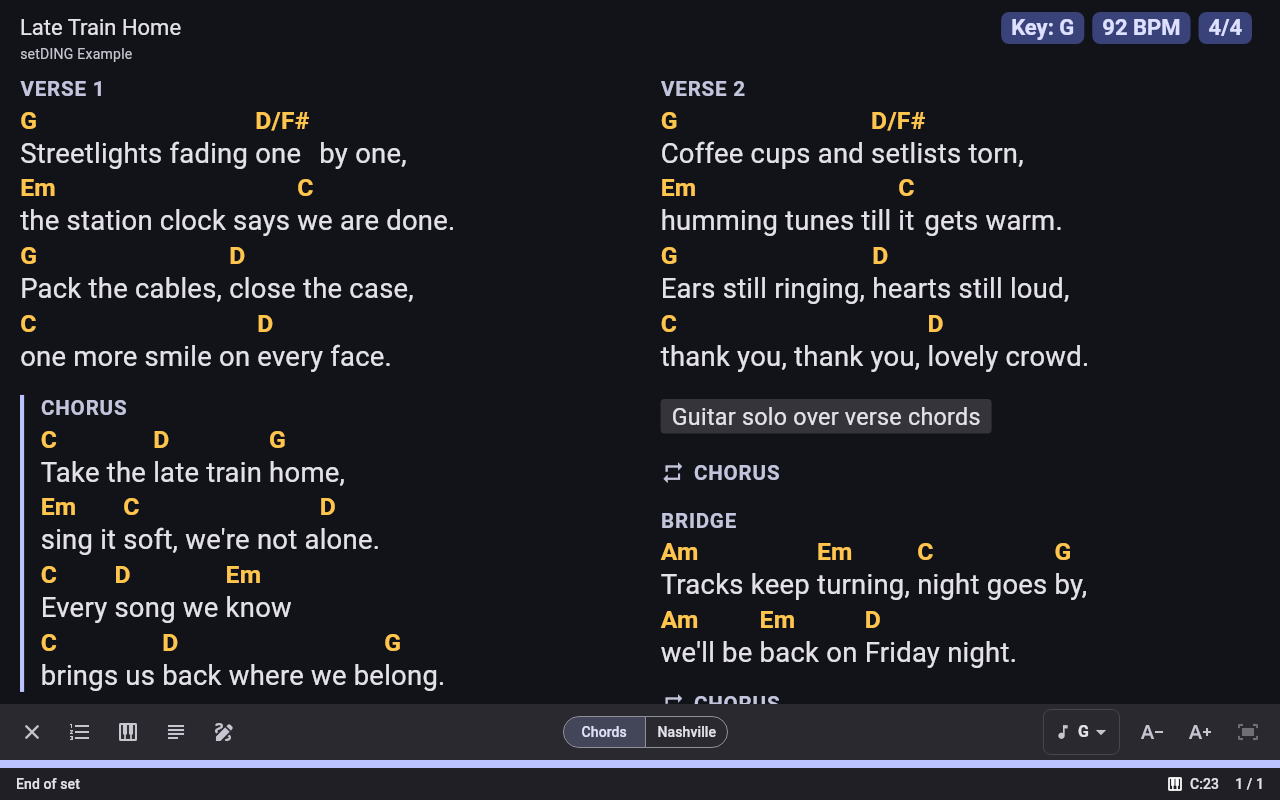 Late Train Home
setDING Example
Key: G 92 BPM 4/4
VERSE 1
G D/F#
Streetlights fading one by one,
Em C
the station clock says we are done.
G D
Pack the cables, close the case,
C D
one more smile on every face.
CHORUS
C D G
Take the late train home,
Em C D
sing it soft, we're not alone.
C D Em
Every song we know
C D G
brings us back where we belong.
VERSE 2
G D/F#
Coffee cups and setlists torn,
Em C
humming tunes till it gets warm.
G D
Ears still ringing, hearts still loud,
C D
thank you, thank you, lovely crowd.
Guitar solo over verse chords
CHORUS
BRIDGE
Am Em C G
Tracks keep turning, night goes by,
Am Em D
we'll be back on Friday night.
CHORUS
Chords Nashville
G A− A+
End of set
C:23 1 / 1